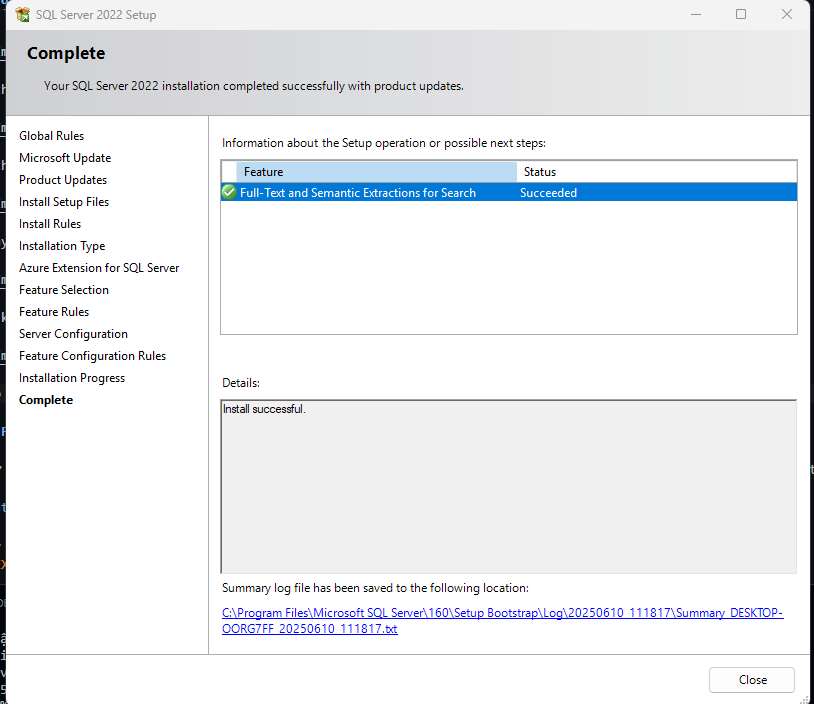 SQL Server 2022 Setup
Complete
Your SQL Server 2022 installation completed successfully with product updates.
Global Rules
Microsoft Update
Product Updates
Install Setup Files
Install Rules
Installation Type
Azure Extension for SQL Server
Feature Selection
Feature Rules
Server Configuration
Feature Configuration Rules
Installation Progress
Complete
Information about the Setup operation or possible next steps:
Feature Status
Full-Text and Semantic Extractions for Search Succeeded
Details:
Install successful.
Summary log file has been saved to the following location:
C:\Program Files\Microsoft SQL Server\160\Setup Bootstrap\Log\20250610_111817\Summary_DESKTOP-
OORG7FF_20250610_111817.txt
Close